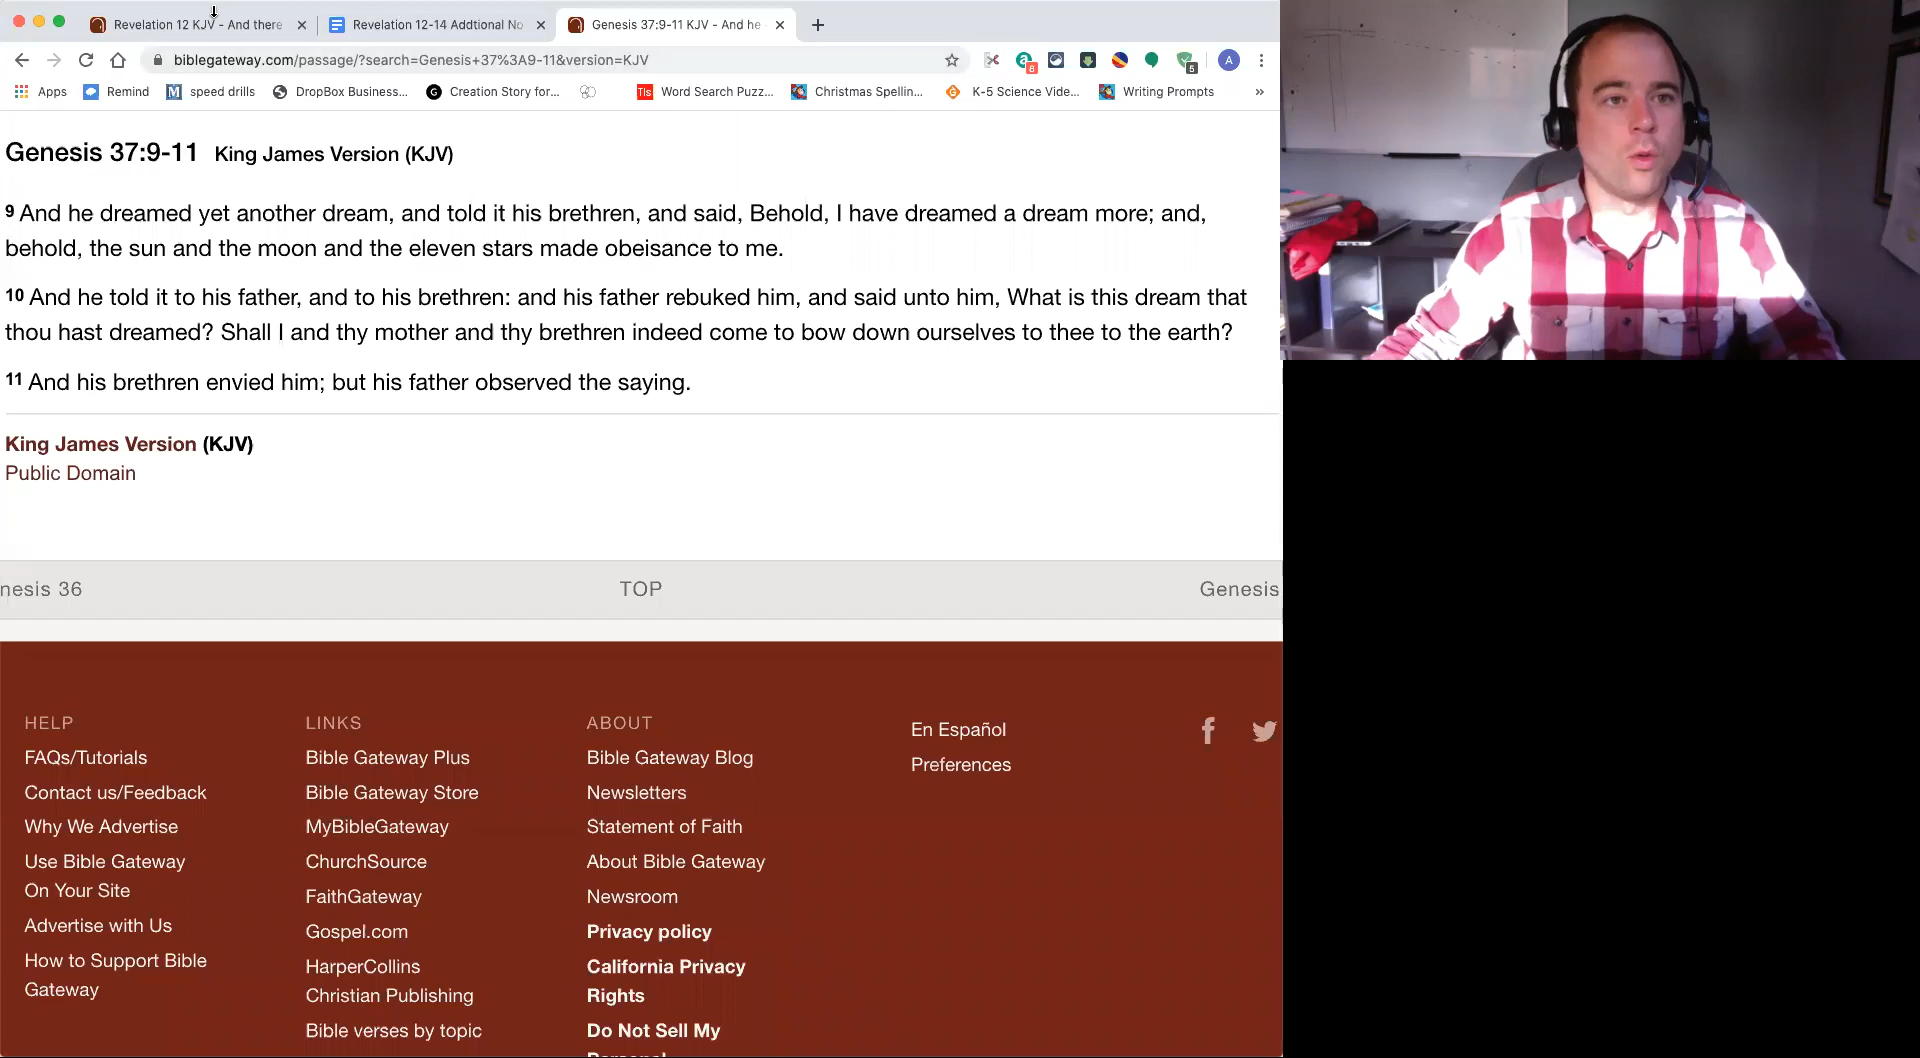 Revelation 12 KJV - And there
Revelation 12-14 Addtional No
Genesis 37:9-11 KJV - And he
biblegateway.com/passage/?search=Genesis+37%3A9-11&version=KJV
8
5
A
Apps Remind speed drills DropBox Business... Creation Story for... Word Search Puzz... Christmas Spellin... K-5 Science Vide... Writing Prompts »
Genesis 37:9-11 King James Version (KJV)
9 And he dreamed yet another dream, and told it his brethren, and said, Behold, I have dreamed a dream more; and,
behold, the sun and the moon and the eleven stars made obeisance to me.
10 And he told it to his father, and to his brethren: and his father rebuked him, and said unto him, What is this dream that
thou hast dreamed? Shall I and thy mother and thy brethren indeed come to bow down ourselves to thee to the earth?
11 And his brethren envied him; but his father observed the saying.
King James Version (KJV)
Public Domain
nesis 36 TOP Genesis
HELP
FAQs/Tutorials
Contact us/Feedback
Why We Advertise
Use Bible Gateway
On Your Site
Advertise with Us
How to Support Bible
Gateway
LINKS
Bible Gateway Plus
Bible Gateway Store
MyBibleGateway
ChurchSource
FaithGateway
Gospel.com
HarperCollins
Christian Publishing
Bible verses by topic
ABOUT
Bible Gateway Blog
Newsletters
Statement of Faith
About Bible Gateway
Newsroom
Privacy policy
California Privacy
Rights
Do Not Sell My
En Español
Preferences